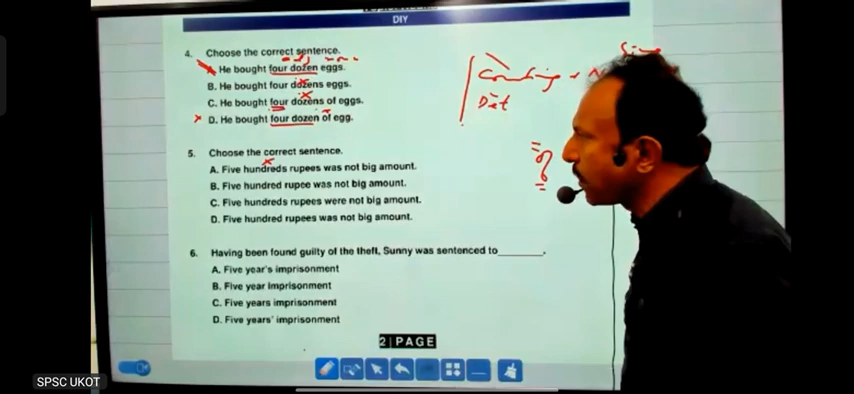 DIY
4. Choose the correct sentence.
A. He bought four dozen eggs.
B. He bought four dozens eggs.
C. He bought four dozens of eggs.
D. He bought four dozen of egg.
5. Choose the correct sentence.
A. Five hundreds rupees was not big amount.
B. Five hundred rupee was not big amount.
C. Five hundreds rupees were not big amount.
D. Five hundred rupees was not big amount.
6. Having been found guilty of the theft, Sunny was sentenced to_______.
A. Five year's imprisonment
B. Five year imprisonment
C. Five years imprisonment
D. Five years' imprisonment
2|PAGE
Counting
Det
SPSC UKOT